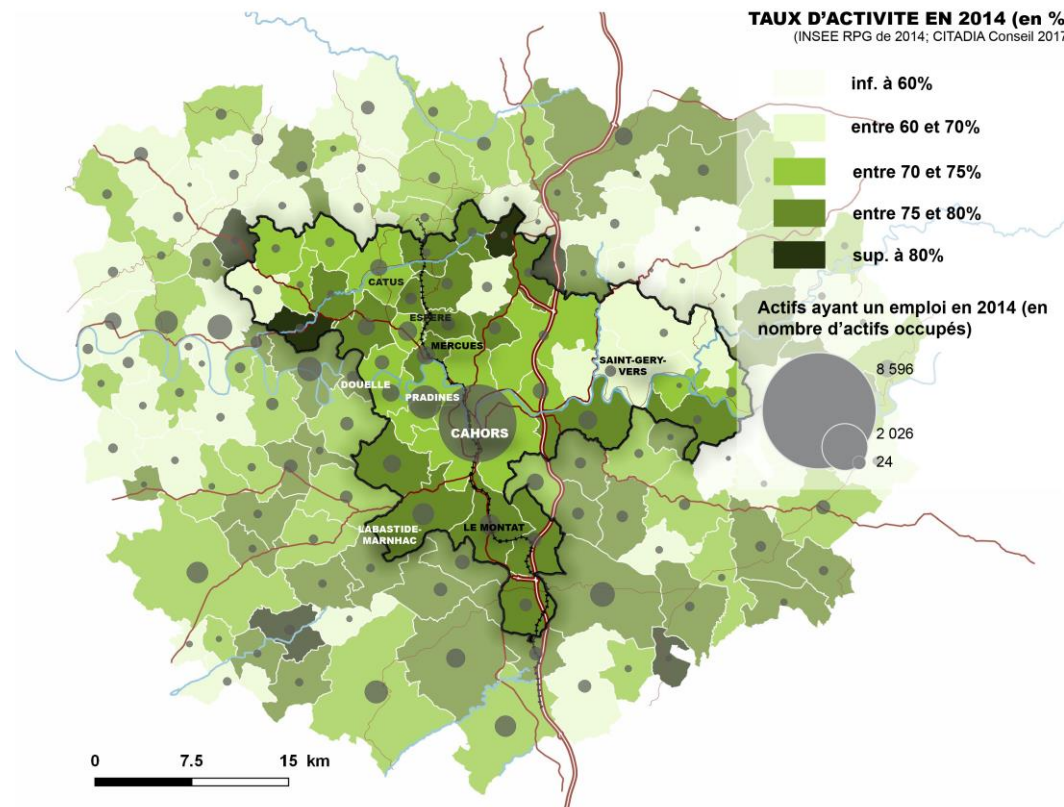 TAUX D'ACTIVITE EN 2014 (en %
(INSEE RPG de 2014; CITADIA Conseil 2017
inf. à 60%
entre 60 et 70%
entre 70 et 75%
entre 75 et 80%
sup. à 80%
Actifs ayant un emploi en 2014 (en
nombre d'actifs occupés)
8 596
2 026
24
CATUS
ESPERE
MERCUES
SAINT-GERY-
VERS
DOUELLE
PRADINES
CAHORS
LE MONTAT
LABASTIDE-
MARNHAC
0 7.5 15 km